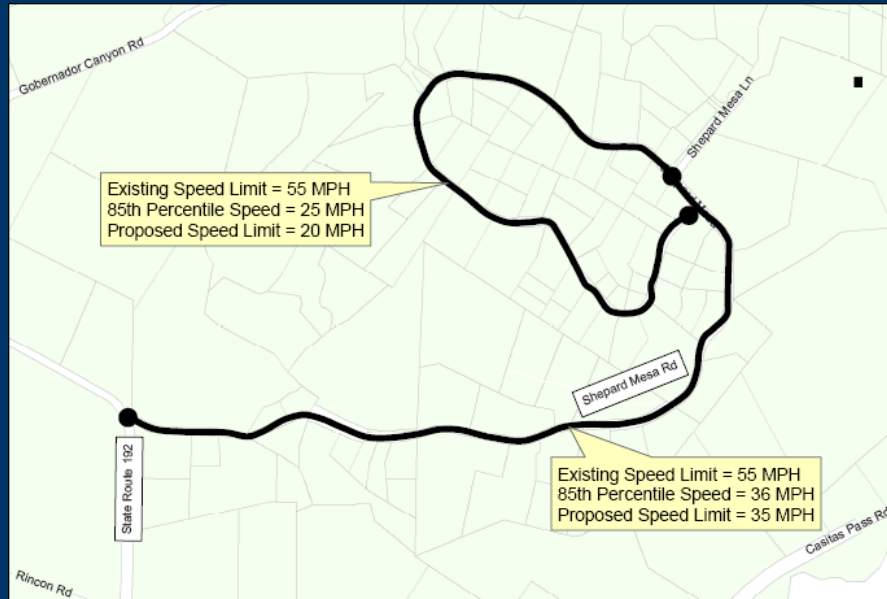 Gobernador Canyon Rd
Shepard Mesa Ln
Existing Speed Limit = 55 MPH
85th Percentile Speed = 25 MPH
Proposed Speed Limit = 20 MPH
Shepard Mesa Rd
State Route 192
Existing Speed Limit = 55 MPH
85th Percentile Speed = 36 MPH
Proposed Speed Limit = 35 MPH
Casitas Pass Rd
Rincon Rd